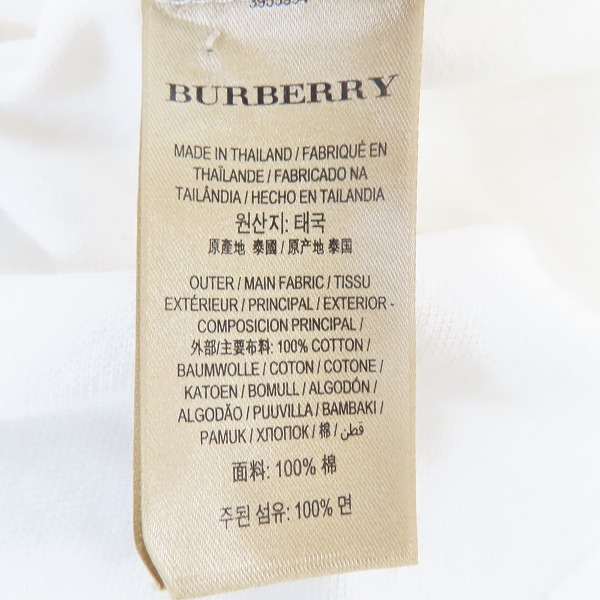 3955994
BURBERRY
MADE IN THAILAND / FABRIQUÉ EN
THAÏLANDE / FABRICADO NA
TAILÂNDIA / HECHO EN TAILANDIA
원산지: 태국
原產地 泰國 / 原产地 泰国
OUTER / MAIN FABRIC / TISSU
EXTÉRIEUR / PRINCIPAL / EXTERIOR -
COMPOSICION PRINCIPAL /
外部/主要布料: 100% COTTON /
BAUMWOLLE / COTON / COTONE /
KATOEN / BOMULL / ALGODÓN /
ALGODÃO / PUUVILLA / BAMBAKI /
PAMUK / ХЛОПОК / 棉 / قطن
面料: 100% 棉
주된 섬유: 100% 면